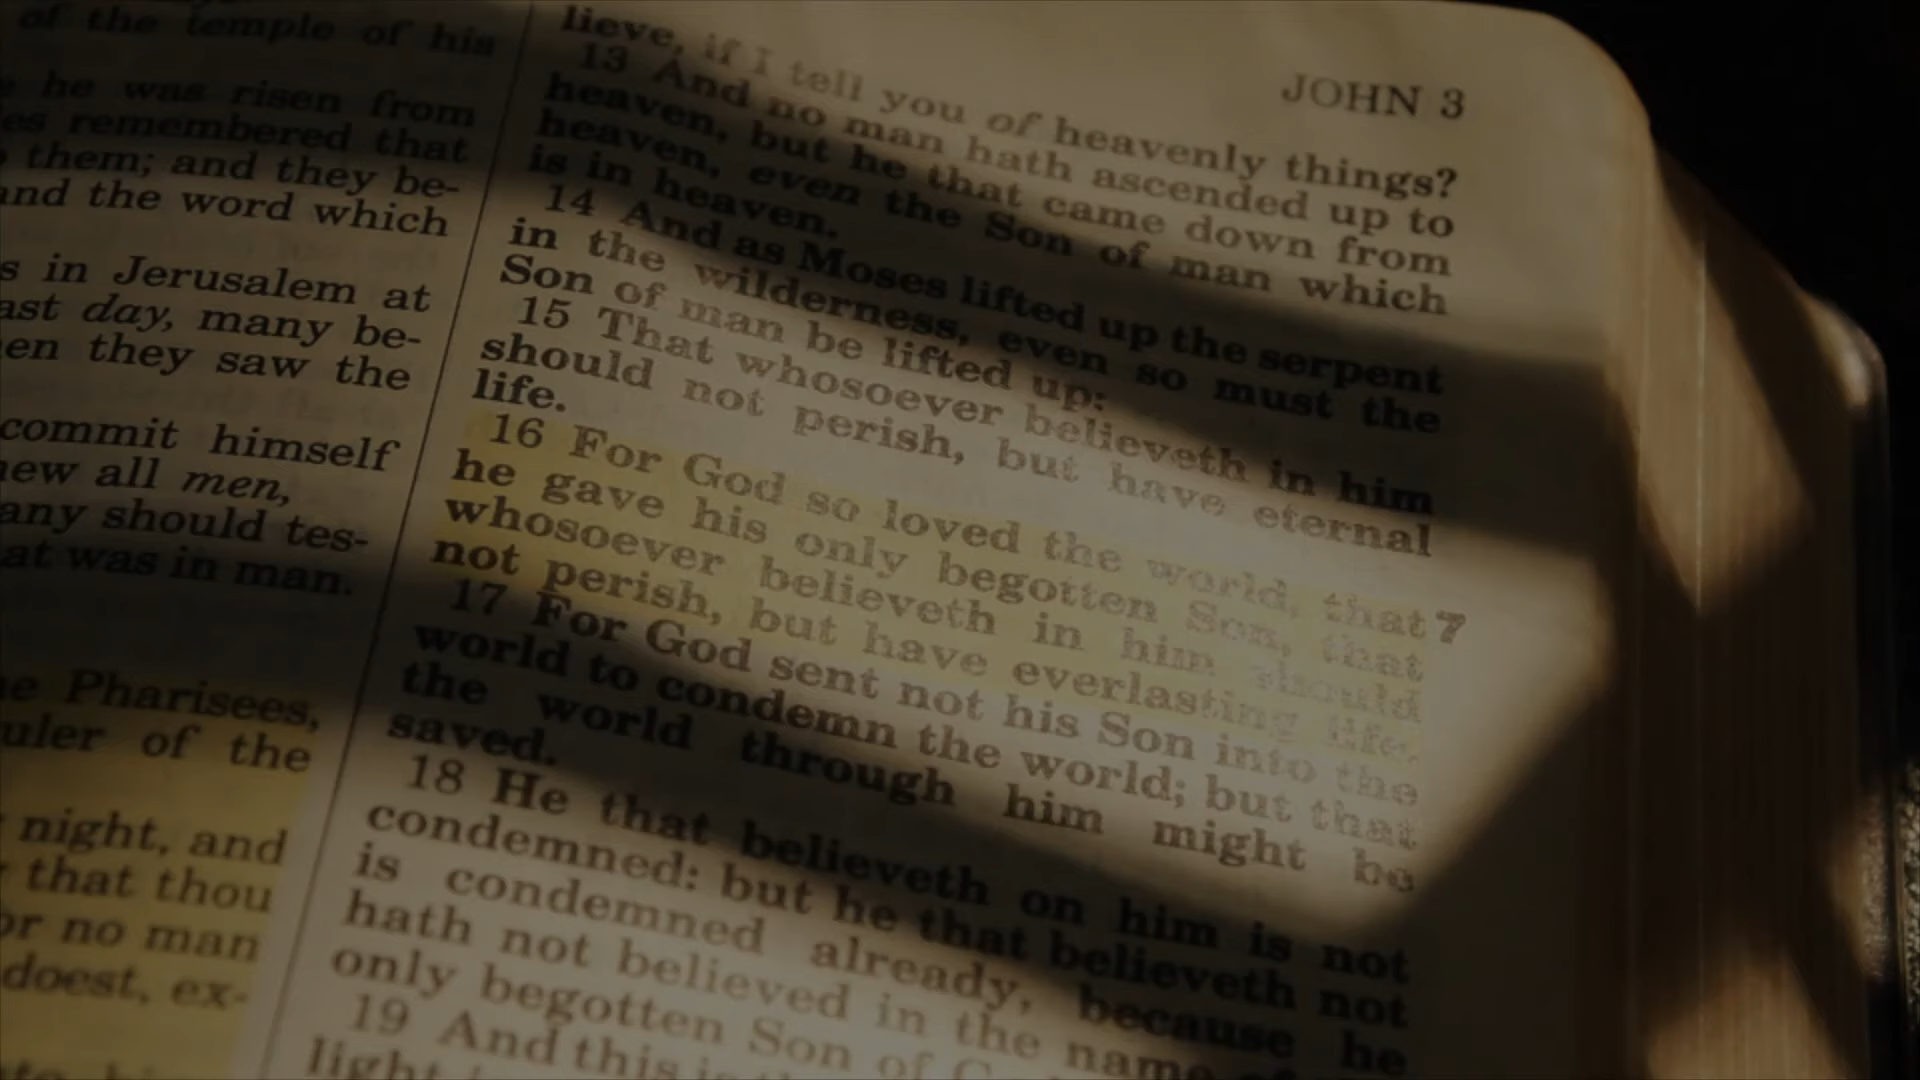 of the temple of his
he was risen from
remembered that
them; and they be-
and the word which
in Jerusalem at
day, many be-
they saw the
commit himself
all men,
any should tes-
at was in man.
Pharisees,
of the
night, and
that thou
no man
doest, ex-
JOHN 3
lieve, if I tell you of heavenly things?
13 And no man hath ascended up to
heaven, but he that came down from
heaven, even the Son of man which
is in heaven.
14 And as Moses lifted up the serpent
in the wilderness, even so must the
Son of man be lifted up:
15 That whosoever believeth in him
should not perish, but have eternal
life.
16 For God so loved the world, that
he gave his only begotten Son, that
whosoever believeth in him should
not perish, but have everlasting life.
17 For God sent not his Son into the
world to condemn the world; but that
the world through him might be
saved.
18 He that believeth on him is not
condemned: but he that believeth not
is condemned already, because he
hath not believed in the name of
only begotten Son of
19 And this is
light
7